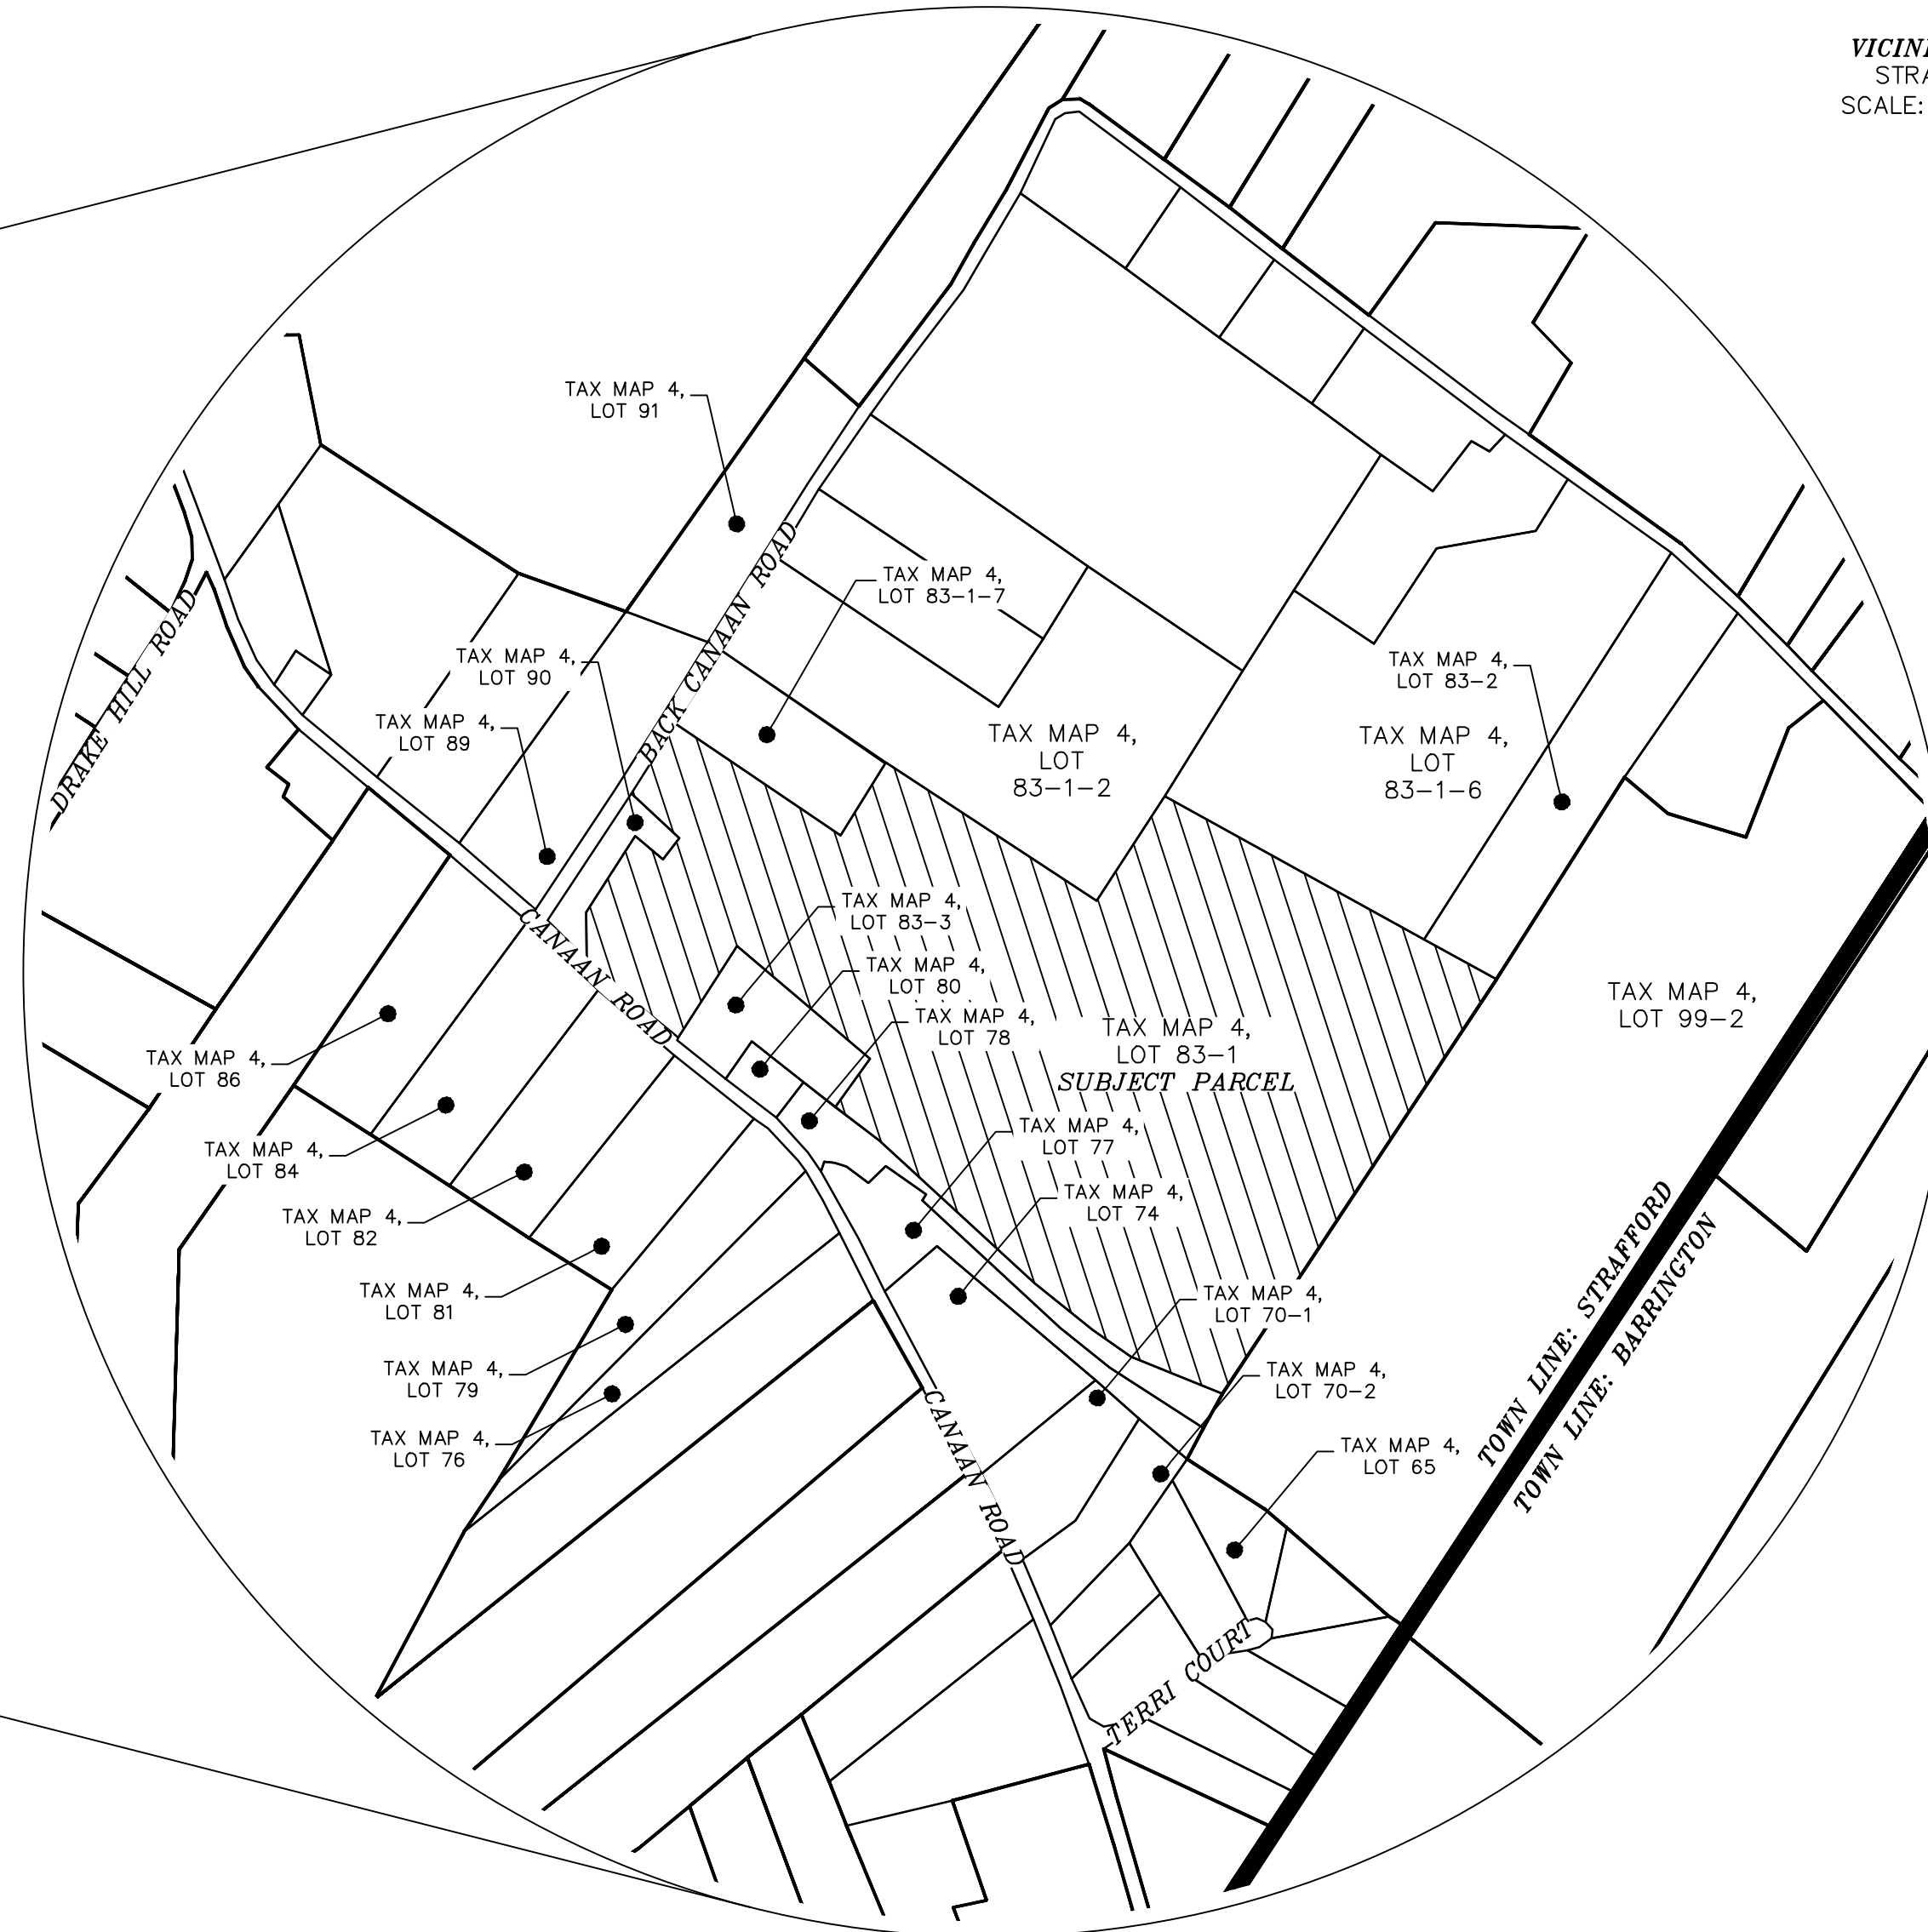 VICINI
STRA
SCALE:
TAX MAP 4,
LOT 91
TAX MAP 4,
LOT 83-1-7
BACK CANAAN ROAD
DRAKE HILL ROAD
TAX MAP 4,
LOT 90
TAX MAP 4,
LOT 89
TAX MAP 4,
LOT
83-1-2
TAX MAP 4,
LOT 83-2
TAX MAP 4,
LOT
83-1-6
TAX MAP 4,
LOT 83-3
CANAAN ROAD
TAX MAP 4,
LOT 80
TAX MAP 4,
LOT 78
TAX MAP 4,
LOT 83-1
SUBJECT PARCEL
TAX MAP 4,
LOT 99-2
TAX MAP 4,
LOT 86
TAX MAP 4,
LOT 77
TAX MAP 4,
LOT 84
TAX MAP 4,
LOT 74
TAX MAP 4,
LOT 82
TAX MAP 4,
LOT 81
TAX MAP 4,
LOT 70-1
TOWN LINE: STRAFFORD
TOWN LINE: BARRINGTON
TAX MAP 4,
LOT 79
TAX MAP 4,
LOT 70-2
TAX MAP 4,
LOT 76
CANAAN ROAD
TAX MAP 4,
LOT 65
TERRI COURT